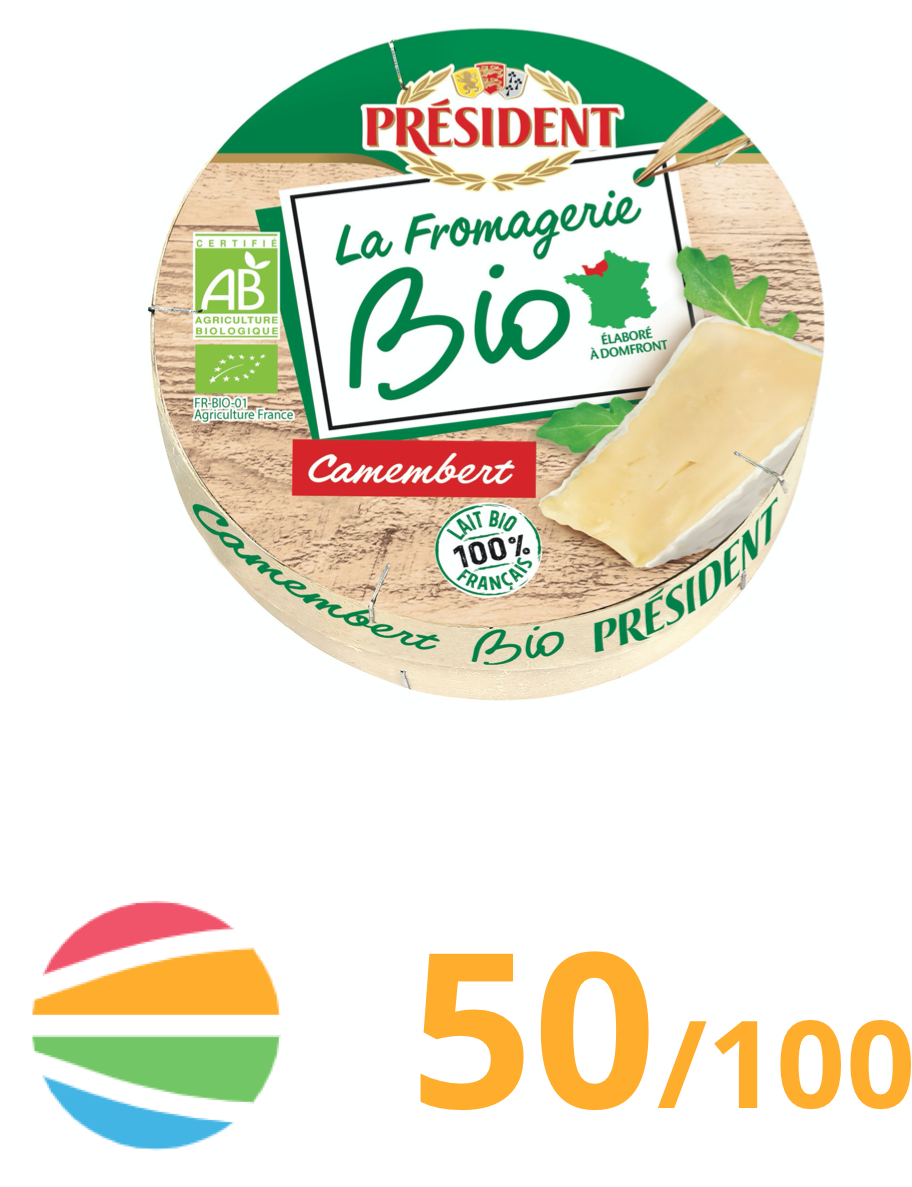 PRÉSIDENT
La Fromagerie
Bio
ÉLABORÉ
À DOMFRONT
CERTIFIÉ
AB
AGRICULTURE
BIOLOGIQUE
FR-BIO-01
Agriculture France
Camembert
LAIT BIO
100%
FRANÇAIS
Camembert Bio PRÉSIDENT
50/100